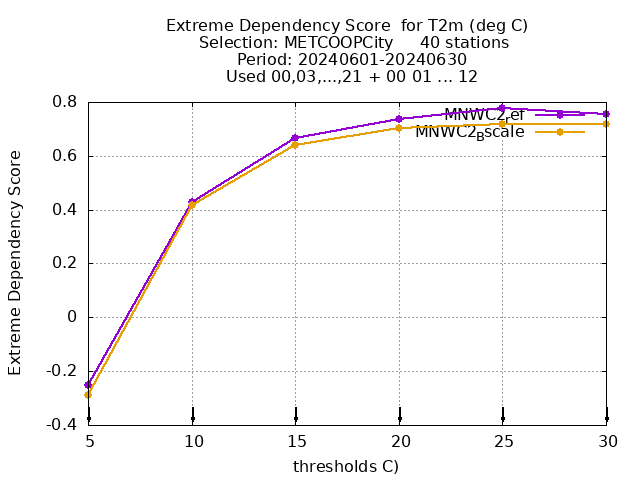 Extreme Dependency Score  for T2m (deg C)
Selection: METCOOPCity     40 stations
Period: 20240601-20240630
Used 00,03,...,21 + 00 01 ... 12
Extreme Dependency Score
0.8
0.6
0.4
0.2
0
-0.2
-0.4
MNWC2ref
MNWC2Bscale
5 10 15 20 25 30
thresholds C)